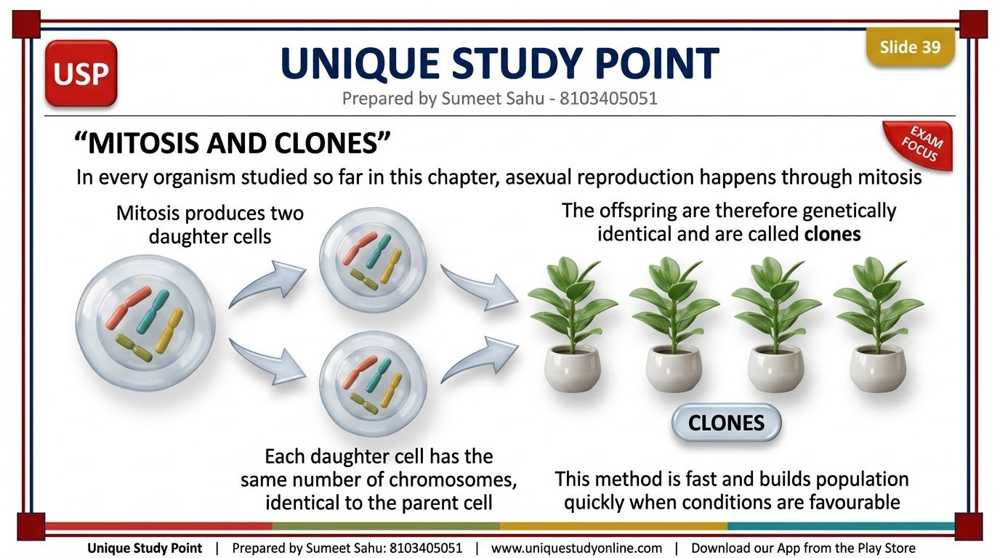 USP
UNIQUE STUDY POINT
Prepared by Sumeet Sahu - 8103405051
Slide 39
EXAM
FOCUS
“MITOSIS AND CLONES”
In every organism studied so far in this chapter, asexual reproduction happens through mitosis
Mitosis produces two
daughter cells
The offspring are therefore genetically
identical and are called clones
CLONES
Each daughter cell has the
same number of chromosomes,
identical to the parent cell
This method is fast and builds population
quickly when conditions are favourable
Unique Study Point | Prepared by Sumeet Sahu: 8103405051 | www.uniquestudyonline.com | Download our App from the Play Store